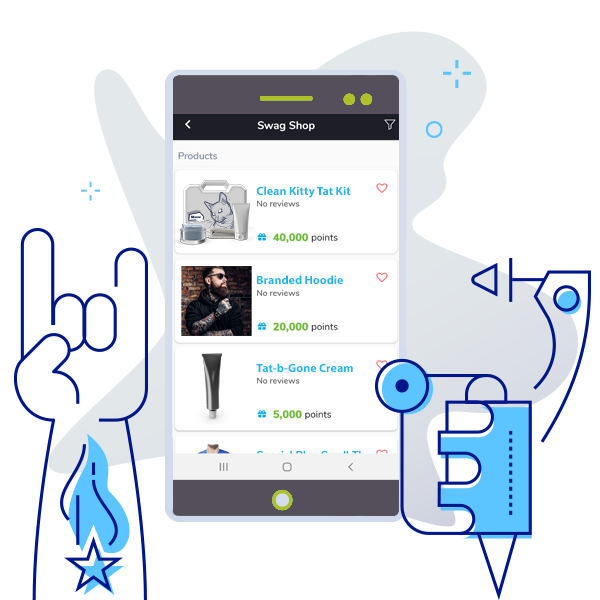 Swag Shop
Products
Clean Kitty Tat Kit
No reviews
40,000 points
Branded Hoodie
No reviews
20,000 points
Tat-b-Gone Cream
No reviews
5,000 points